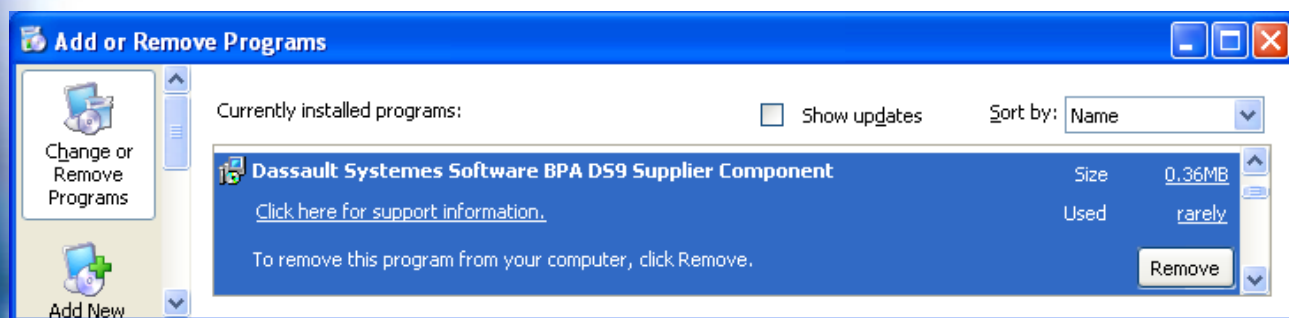 Add or Remove Programs
Change or
Remove
Programs
Add New
Currently installed programs:
Show updates
Sort by: Name
Dassault Systemes Software BPA DS9 Supplier Component
Size 0.36MB
Click here for support information.
Used rarely
To remove this program from your computer, click Remove.
Remove